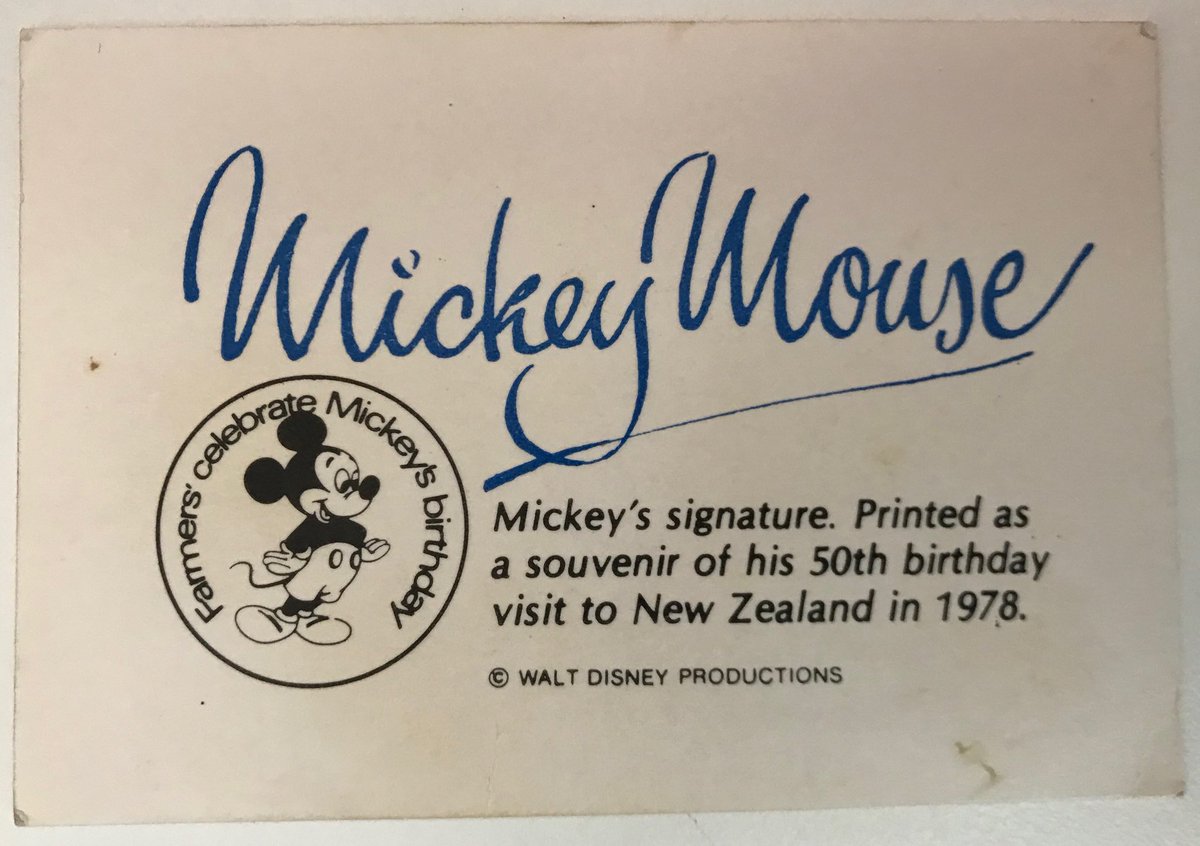 Mickey Mouse
Farmers' celebrate Mickey's birthday
Mickey's signature. Printed as
a souvenir of his 50th birthday
visit to New Zealand in 1978.
© WALT DISNEY PRODUCTIONS